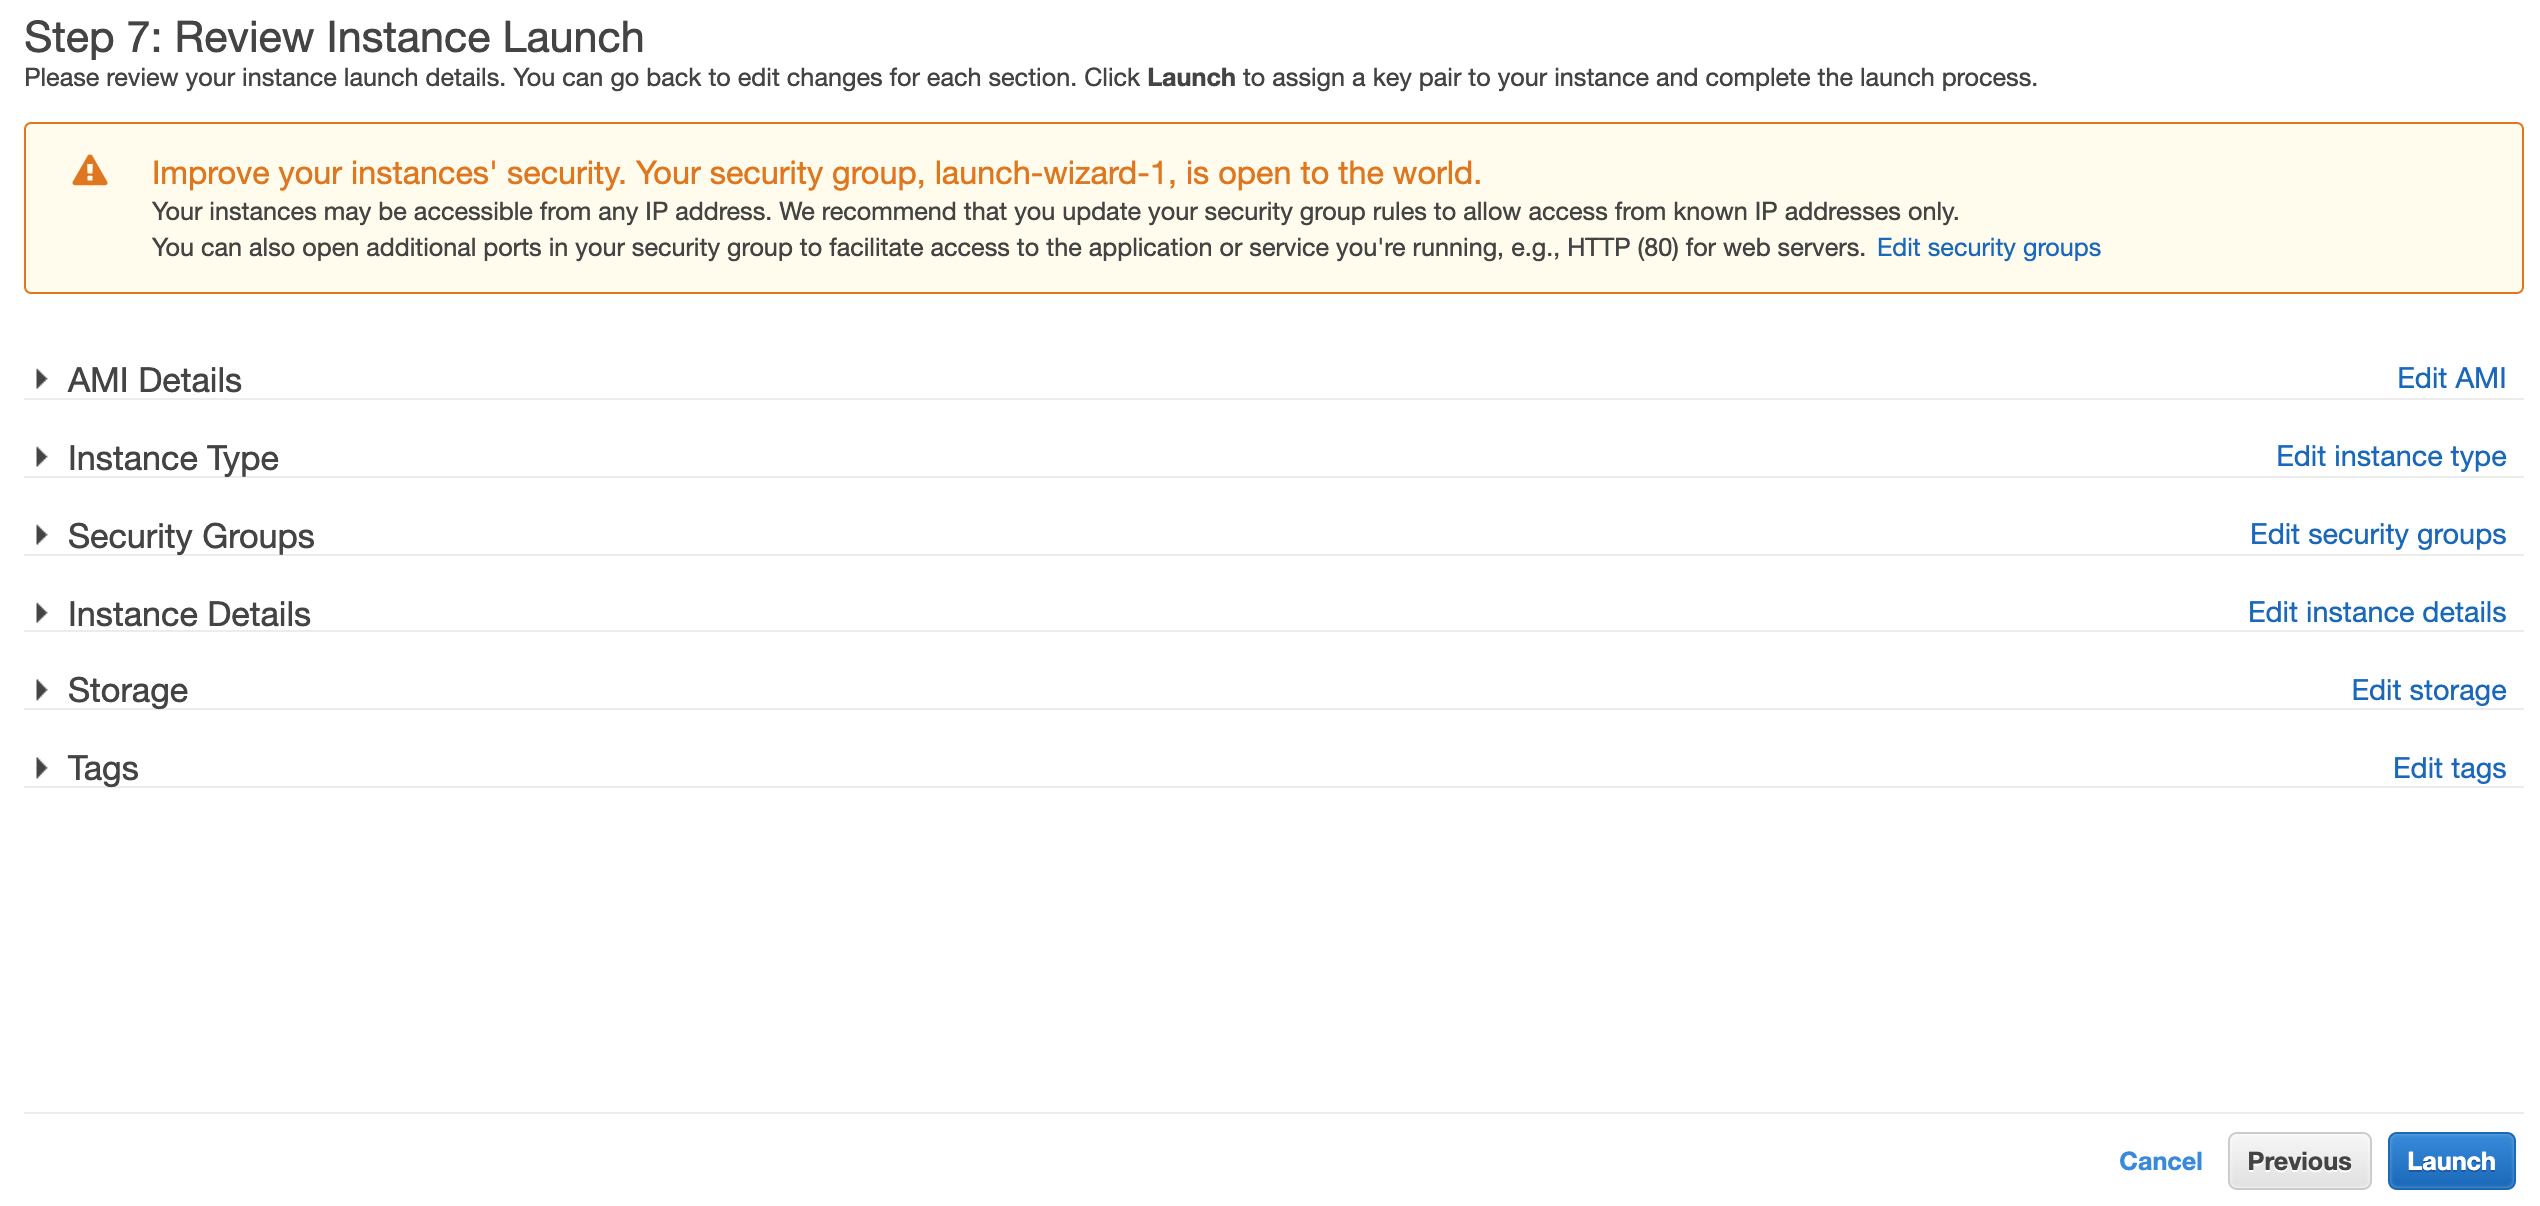 Step 7: Review Instance Launch
Please review your instance launch details. You can go back to edit changes for each section. Click Launch to assign a key pair to your instance and complete the launch process.
Improve your instances' security. Your security group, launch-wizard-1, is open to the world.
Your instances may be accessible from any IP address. We recommend that you update your security group rules to allow access from known IP addresses only.
You can also open additional ports in your security group to facilitate access to the application or service you're running, e.g., HTTP (80) for web servers. Edit security groups
AMI Details Edit AMI
Instance Type Edit instance type
Security Groups Edit security groups
Instance Details Edit instance details
Storage Edit storage
Tags Edit tags
Cancel Previous Launch